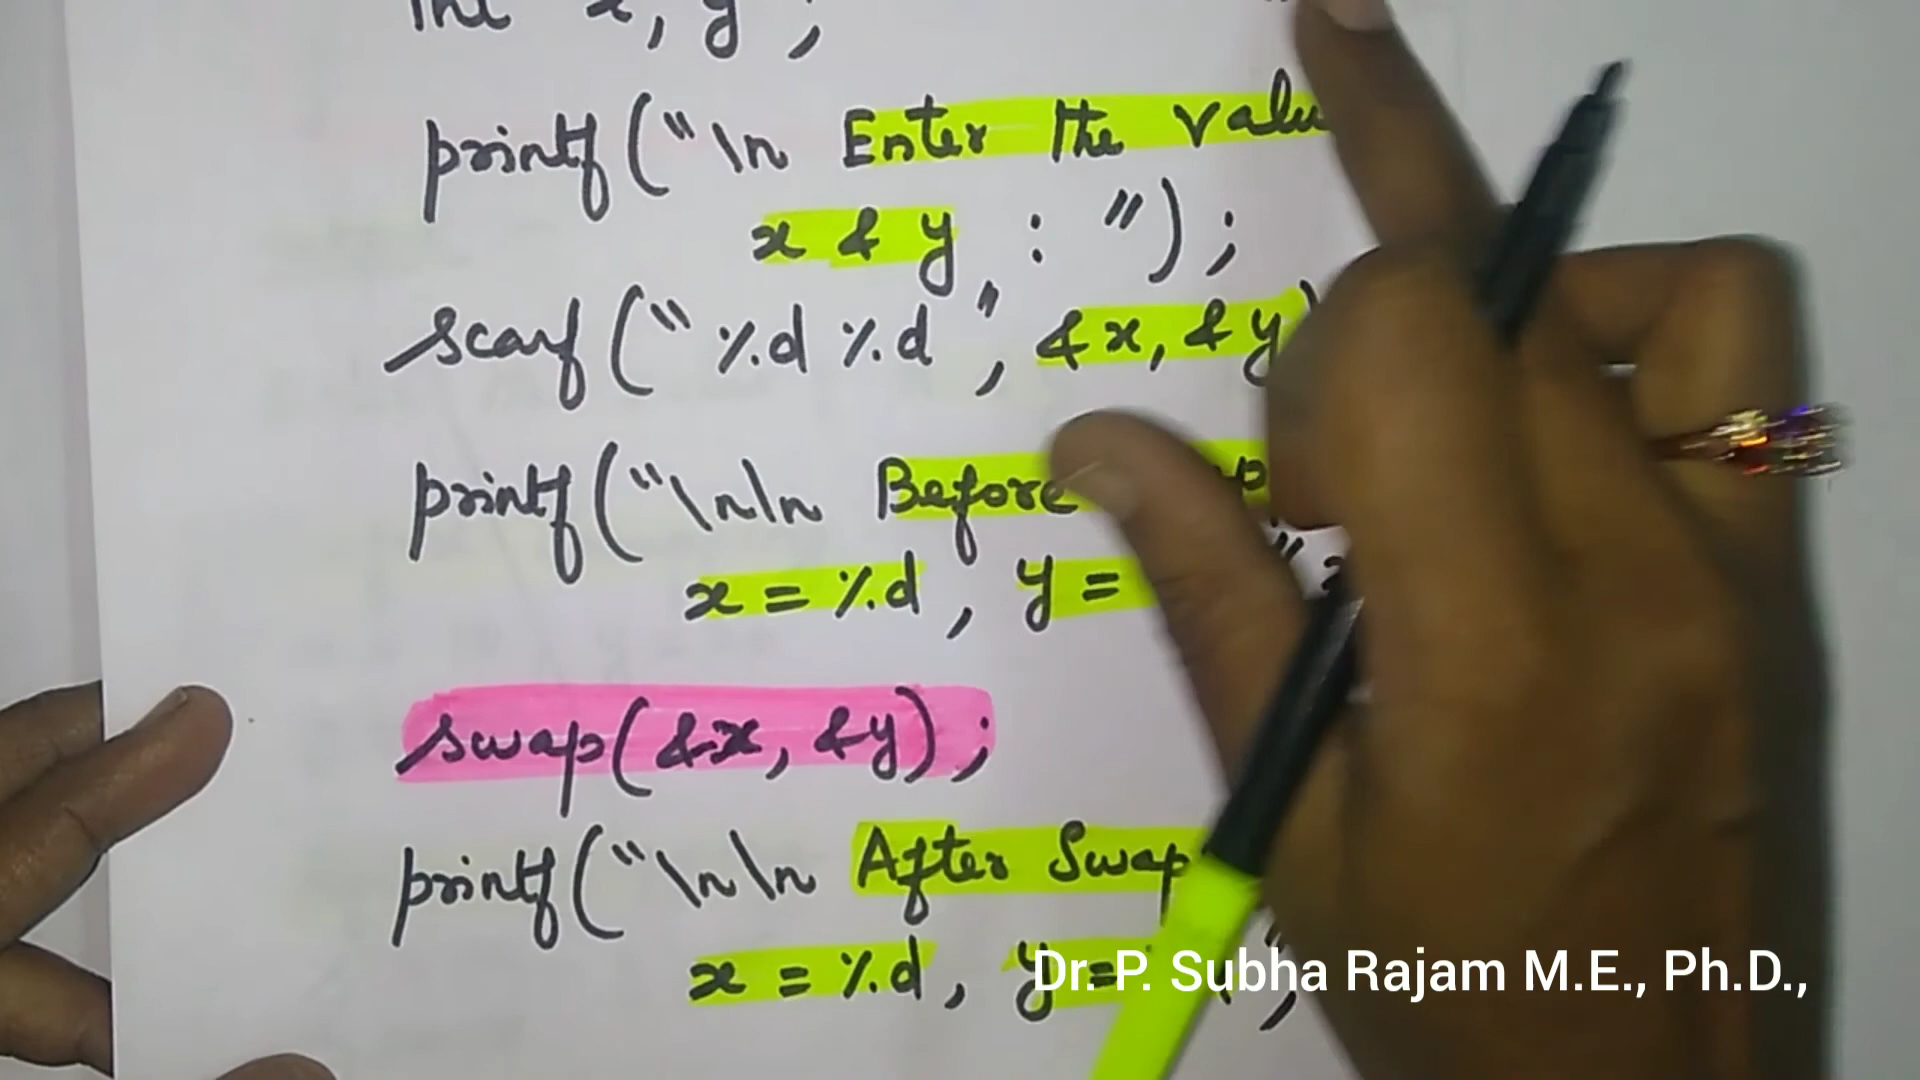 int x, y ;
printf("\n Enter the valu
x & y : ");
scanf("%d %d", &x, &y)
printf("\n\n Before
x = %d, y = "
swap(&x, &y);
printf("\n\n After Swap
x = %d, y =
Dr. P. Subha Rajam M.E., Ph.D.,